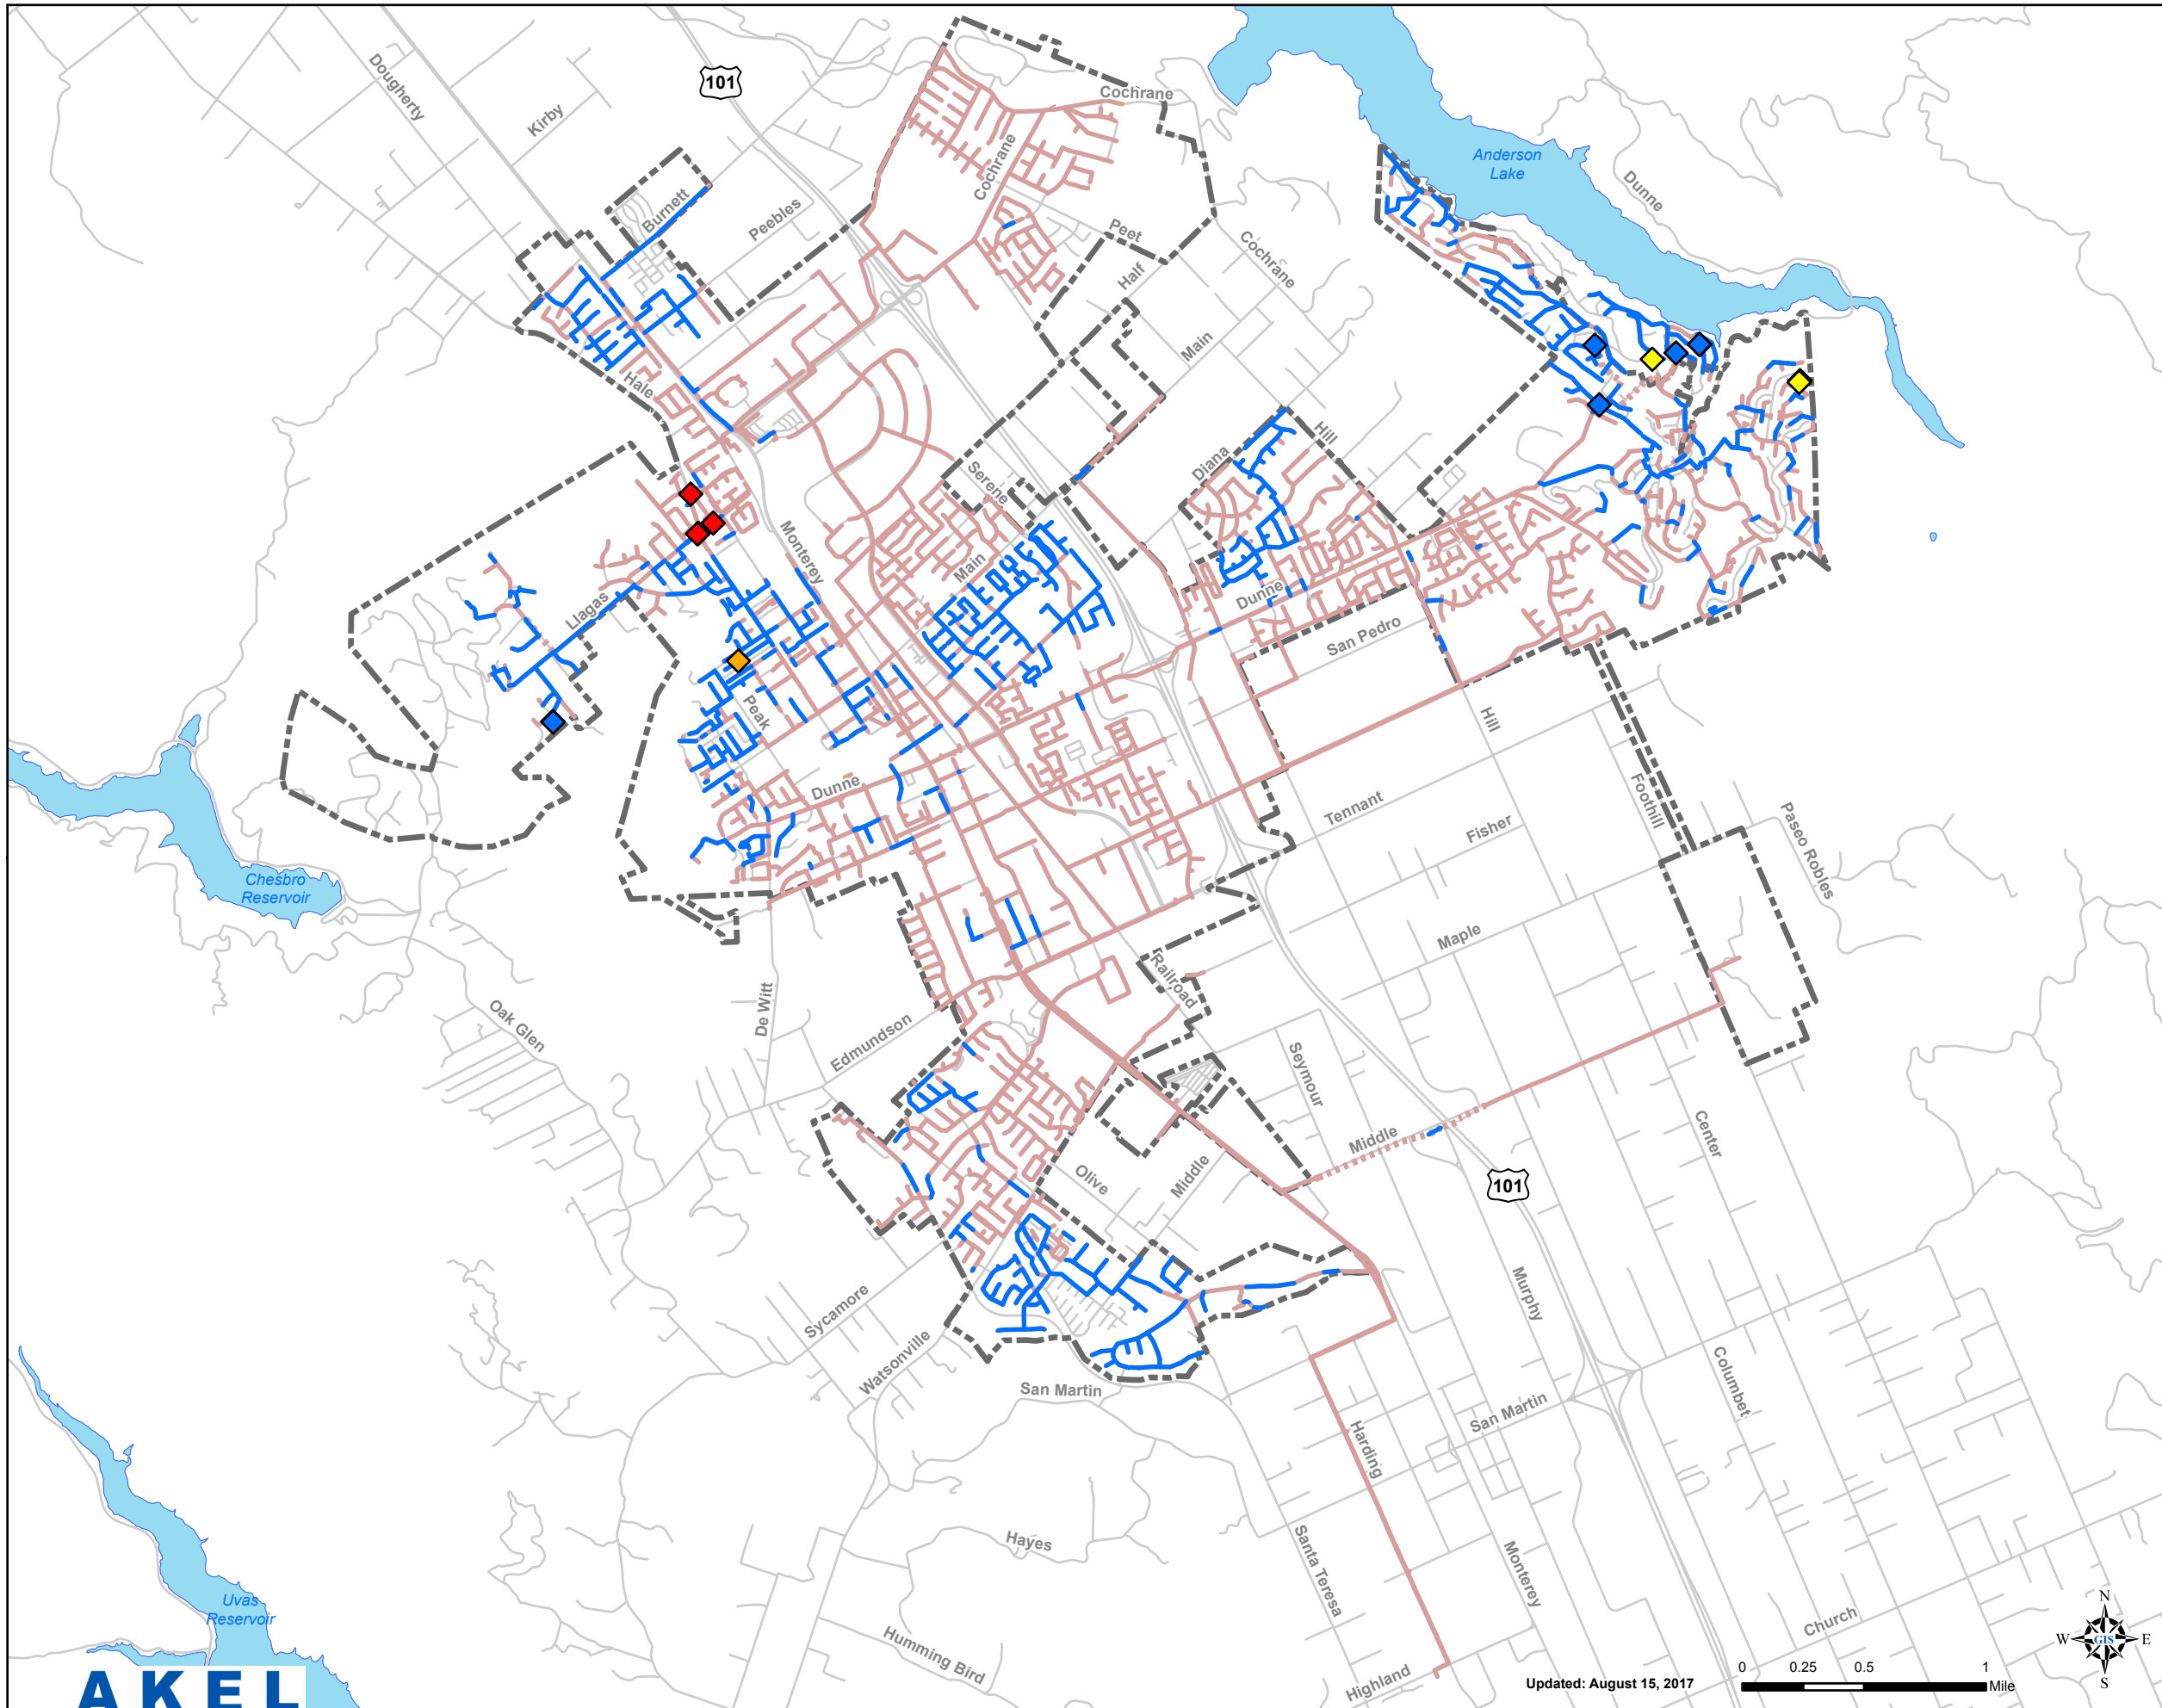 101
Dougherty
Kirby
Cochrane
Anderson
Lake
Dunne
Cochrane
Burnett
Peebles
Peet
Cochrane
Half
Main
Hale
Hill
Diana
Serene
Monterey
Main
Dunne
Llagas
San Pedro
Peak
Hill
Dunne
Tennant
Foothill
Fisher
Paseo Robles
Chesbro
Reservoir
Maple
Railroad
De Witt
Oak Glen
Edmundson
Seymour
Middle
Center
Olive
Middle
101
Sycamore
Murphy
Watsonville
San Martin
Columbet
San Martin
Harding
Hayes
Santa Teresa
Monterey
Uvas
Reservoir
Humming Bird
Church
Highland
N
W GIS E
S
Updated: August 15, 2017
0 0.25 0.5 1
Mile
AKEL